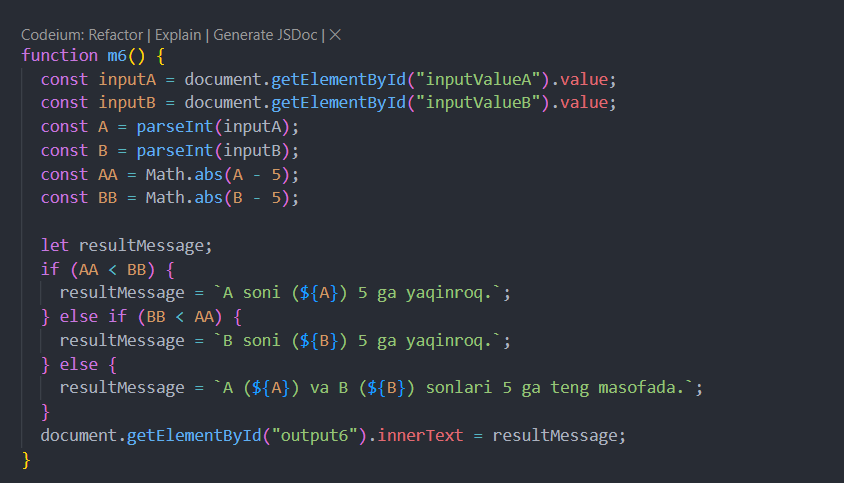 Codeium: Refactor | Explain | Generate JSDoc | ×
function m6() {
  const inputA = document.getElementById("inputValueA").value;
  const inputB = document.getElementById("inputValueB").value;
  const A = parseInt(inputA);
  const B = parseInt(inputB);
  const AA = Math.abs(A - 5);
  const BB = Math.abs(B - 5);
  let resultMessage;
  if (AA < BB) {
    resultMessage = `A soni (${A}) 5 ga yaqinroq.`;
  } else if (BB < AA) {
    resultMessage = `B soni (${B}) 5 ga yaqinroq.`;
  } else {
    resultMessage = `A (${A}) va B (${B}) sonlari 5 ga teng masofada.`;
  }
  document.getElementById("output6").innerText = resultMessage;
}